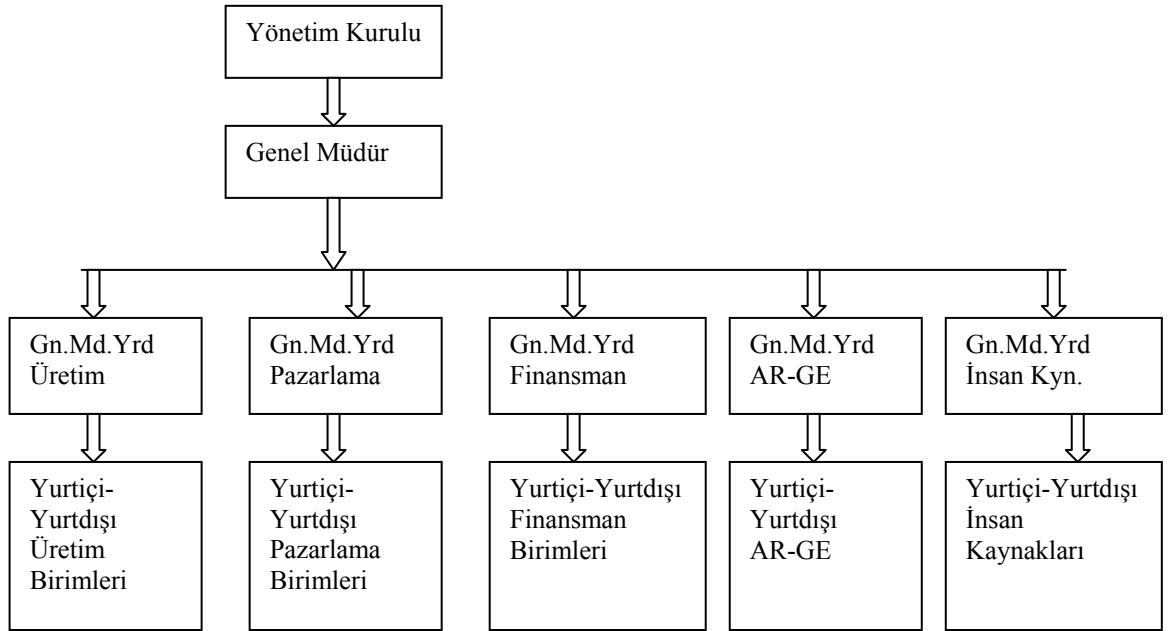 Yönetim Kurulu
Genel Müdür
Gn.Md.Yrd
Üretim
Gn.Md.Yrd
Pazarlama
Gn.Md.Yrd
Finansman
Gn.Md.Yrd
AR-GE
Gn.Md.Yrd
İnsan Kyn.
Yurtiçi-
Yurtdışı
Üretim
Birimleri
Yurtiçi-
Yurtdışı
Pazarlama
Birimleri
Yurtiçi-Yurtdışı
Finansman
Birimleri
Yurtiçi-
Yurtdışı
AR-GE
Yurtiçi-Yurtdışı
İnsan
Kaynakları